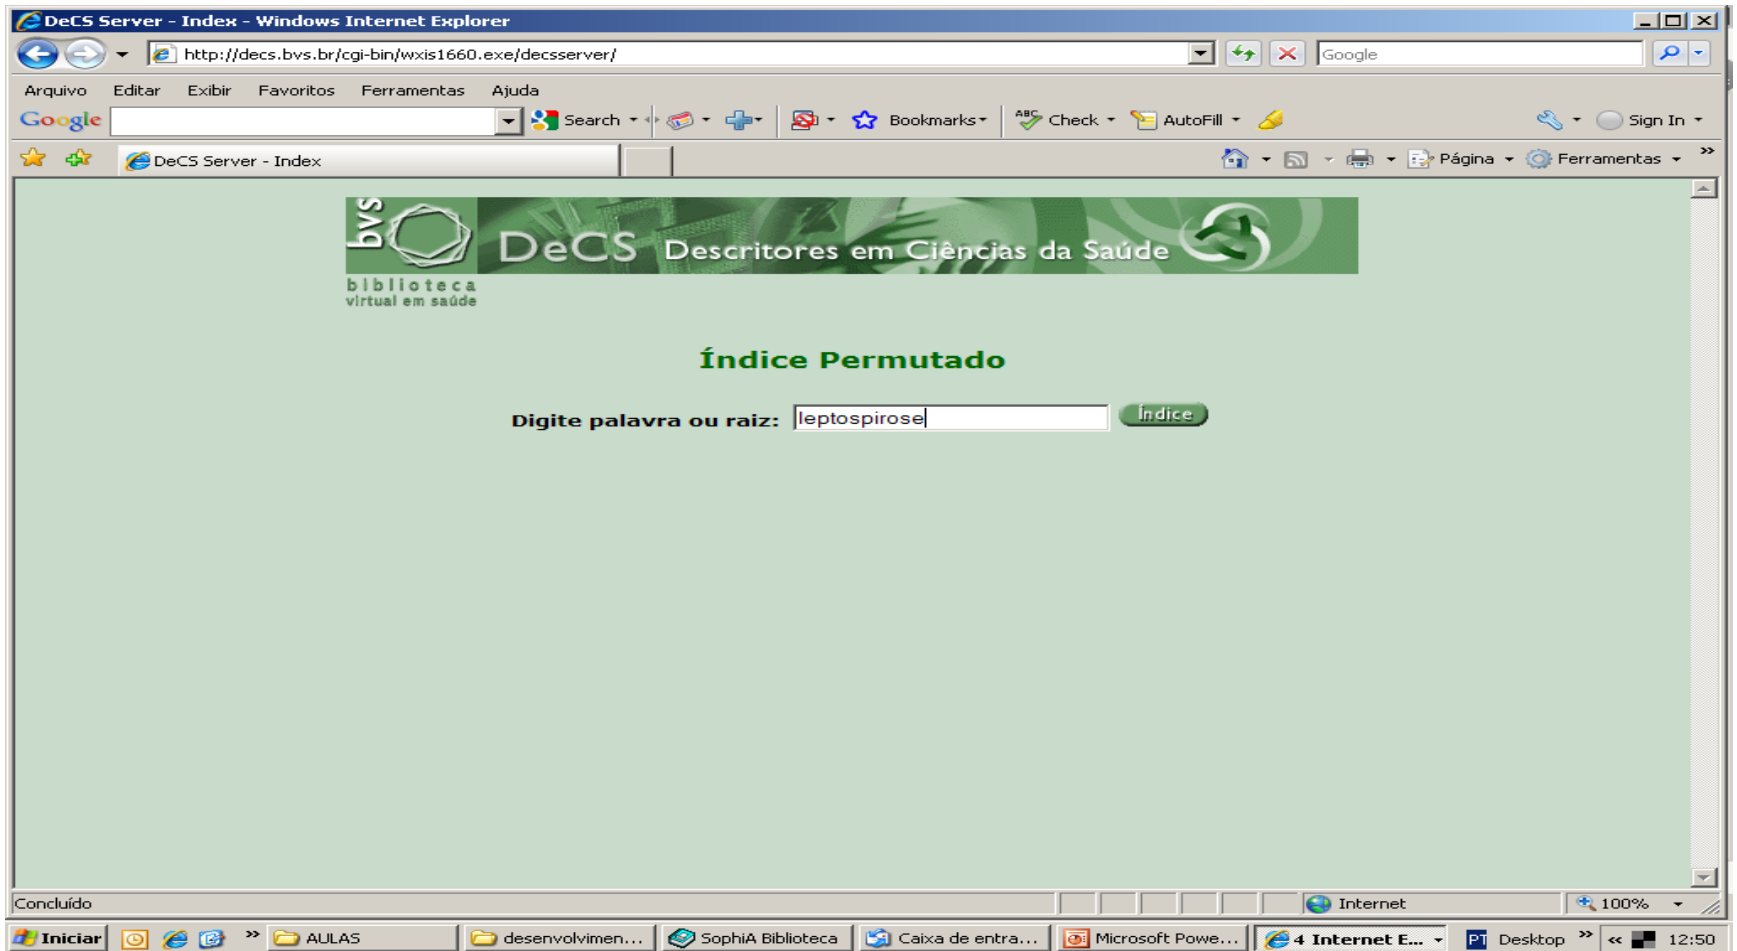 DeCS Server - Index - Windows Internet Explorer
http://decs.bvs.br/cgi-bin/wxis1660.exe/decsserver/
Google
Arquivo Editar Exibir Favoritos Ferramentas Ajuda
Google Search Bookmarks ABC Check AutoFill Sign In
DeCS Server - Index Página Ferramentas »
bvs
DeCS Descritores em Ciências da Saúde
biblioteca
virtual em saúde
Índice Permutado
Digite palavra ou raiz: leptospirose Índice
Concluído Internet 100%
Iniciar » AULAS desenvolvimen... SophiA Biblioteca Caixa de entra... Microsoft Powe... 4 Internet E... PT Desktop » « 12:50